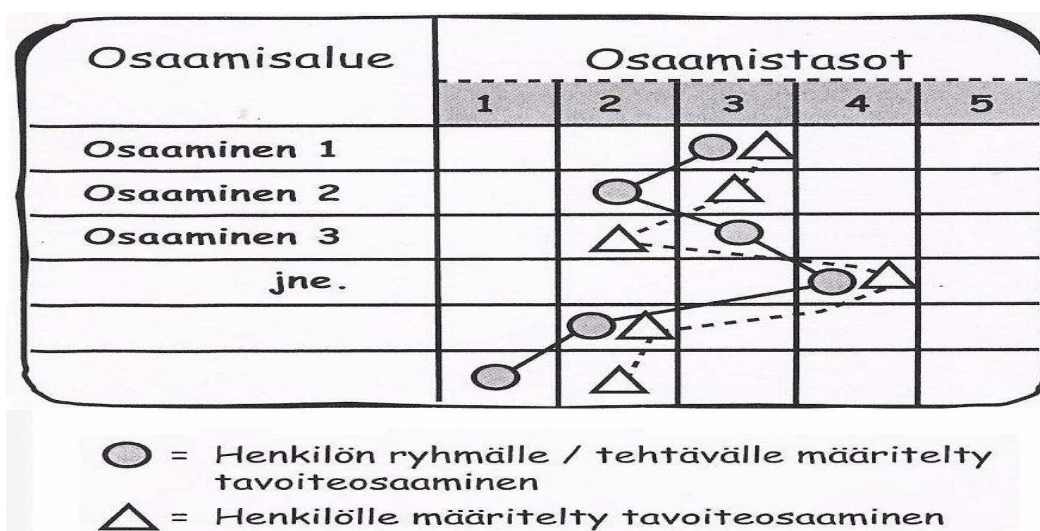 Osaamisalue
Osaamistasot
1 2 3 4 5
Osaaminen 1
Osaaminen 2
Osaaminen 3
jne.
= Henkilön ryhmälle / tehtävälle määritelty
tavoiteosaaminen
= Henkilölle määritelty tavoiteosaaminen